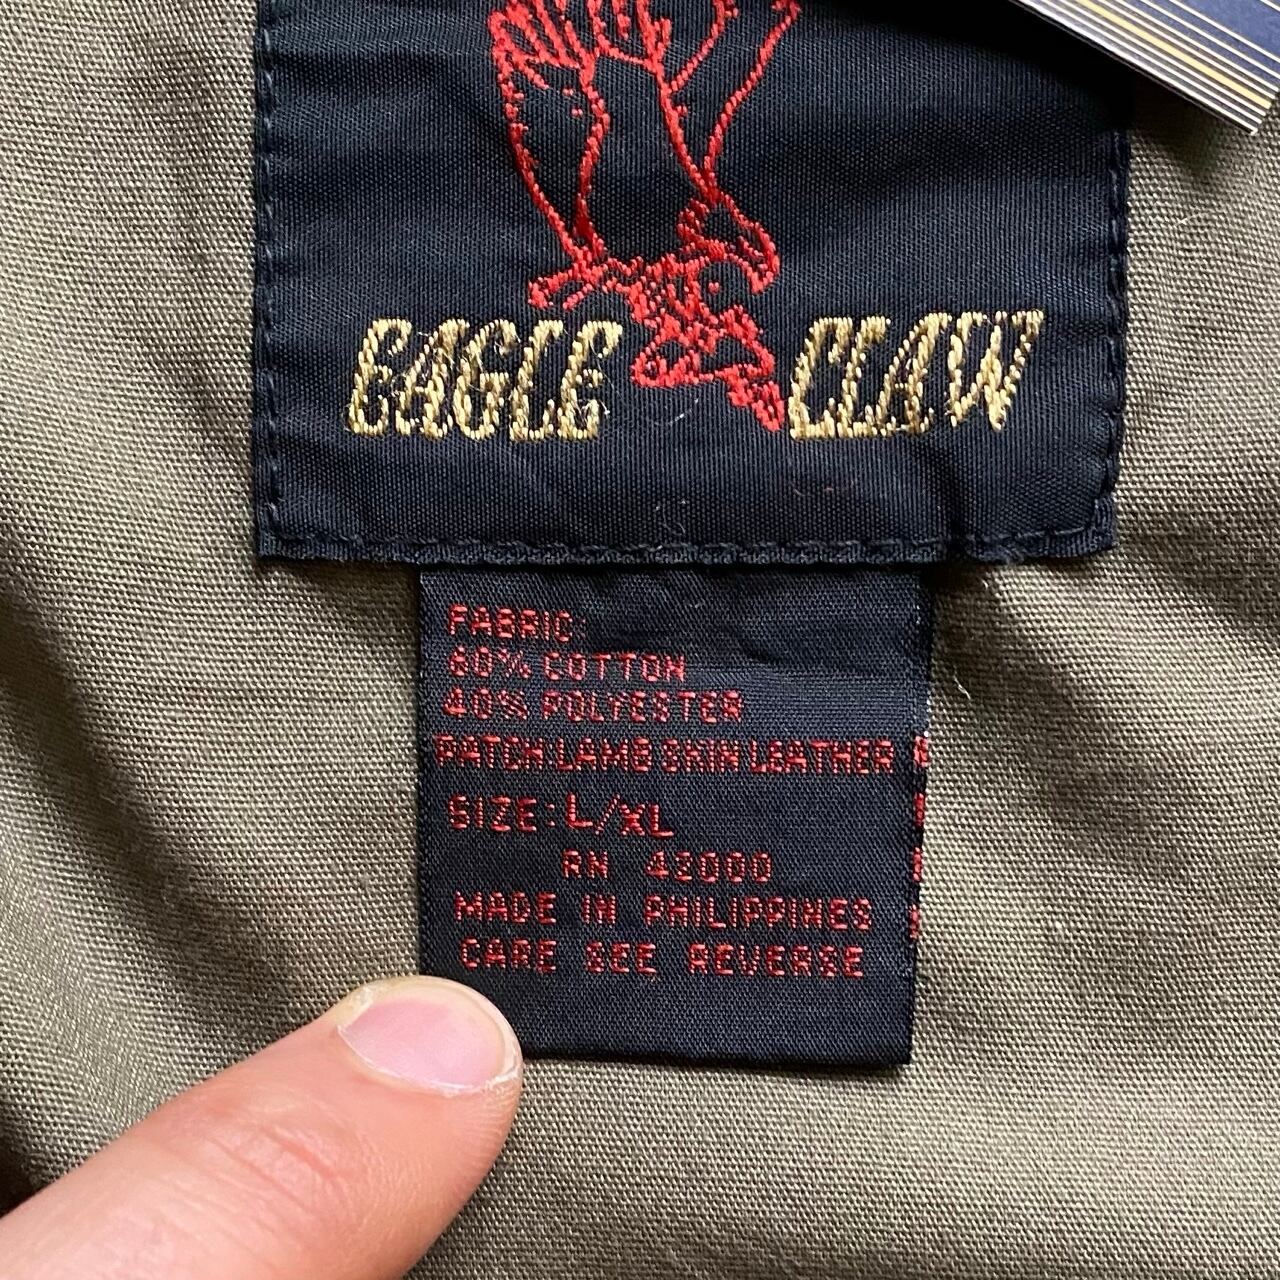 EAGLE CLAW
FABRIC:
60% COTTON
40% POLYESTER
PATCH:LAMB SKIN LEATHER
SIZE: L/XL
RN 42000
MADE IN PHILIPPINES
CARE SEE REVERSE